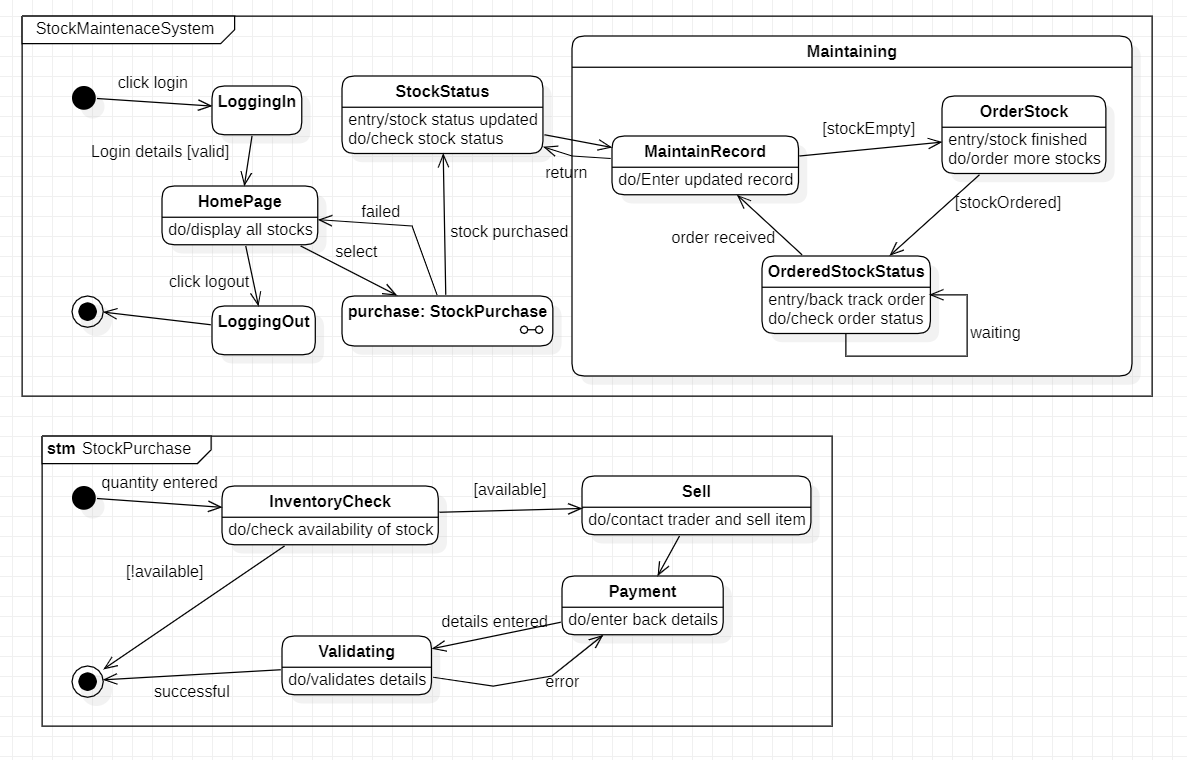 StockMaintenaceSystem
Maintaining
click login
LoggingIn
StockStatus
entry/stock status updated
do/check stock status
OrderStock
entry/stock finished
do/order more stocks
[stockEmpty]
Login details [valid]
MaintainRecord
do/Enter updated record
return
HomePage
do/display all stocks
failed
[stockOrdered]
stock purchased
order received
select
click logout
OrderedStockStatus
entry/back track order
do/check order status
LoggingOut
purchase: StockPurchase
waiting
stm StockPurchase
quantity entered
InventoryCheck
do/check availability of stock
[available]
Sell
do/contact trader and sell item
[!available]
Payment
do/enter back details
details entered
Validating
do/validates details
successful
error